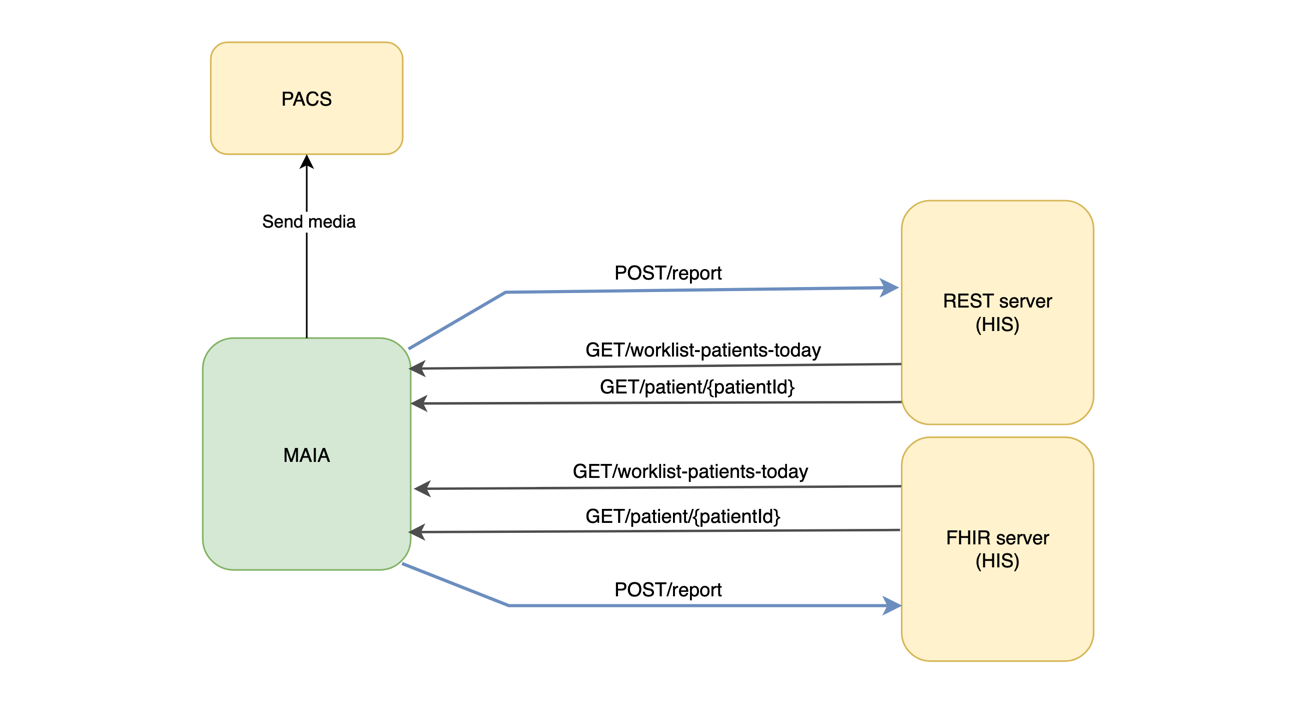 PACS
Send media
POST/report
REST server
(HIS)
GET/worklist-patients-today
GET/patient/{patientId}
MAIA
GET/worklist-patients-today
GET/patient/{patientId}
FHIR server
(HIS)
POST/report